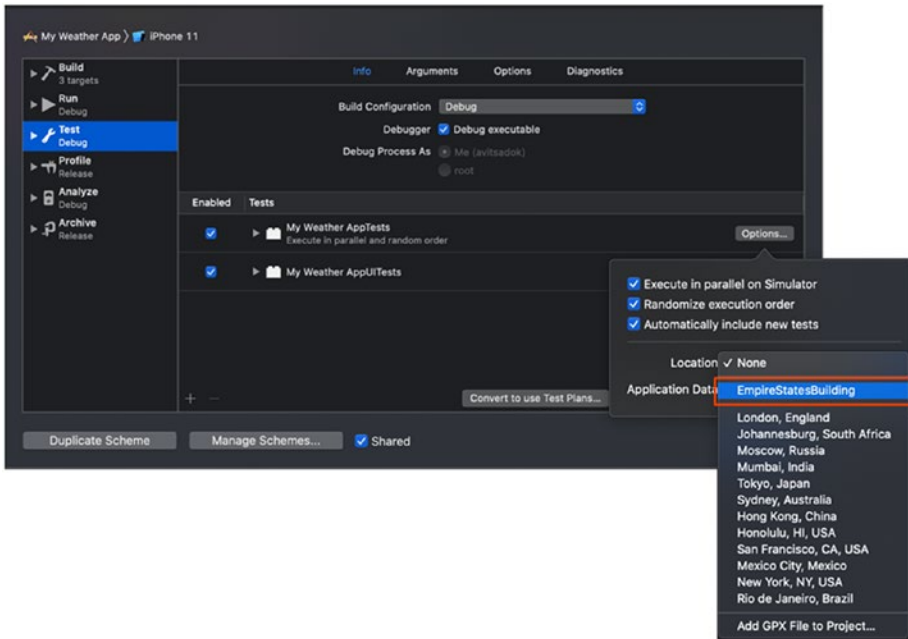 My Weather App
iPhone 11
Build
3 targets
Run
Debug
Test
Debug
Profile
Release
Analyze
Debug
Archive
Release
Info Arguments Options Diagnostics
Build Configuration Debug
Debugger Debug executable
Debug Process As Me (avitsadok)
root
Enabled Tests
My Weather AppTests
Execute in parallel and random order
Options...
My Weather AppUITests
Execute in parallel on Simulator
Randomize execution order
Automatically include new tests
Location None
Application Data EmpireStatesBuilding
London, England
Johannesburg, South Africa
Moscow, Russia
Mumbai, India
Tokyo, Japan
Sydney, Australia
Hong Kong, China
Honolulu, HI, USA
San Francisco, CA, USA
Mexico City, Mexico
New York, NY, USA
Rio de Janeiro, Brazil
Add GPX File to Project...
Convert to use Test Plans...
Duplicate Scheme
Manage Schemes...
Shared